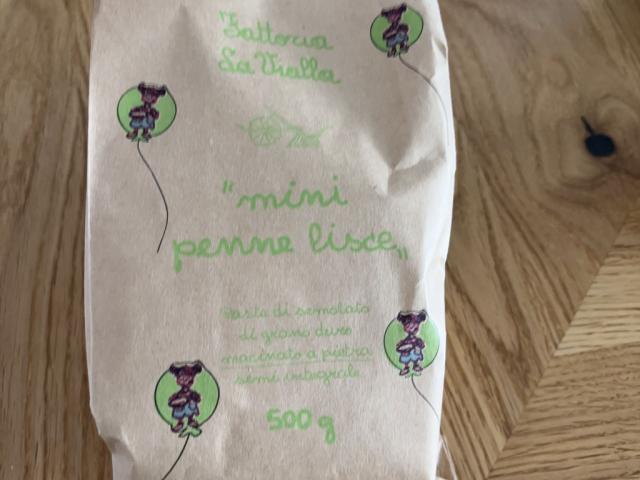 Fattoria
La Vialla
"mini
penne lisce„
Pasta di semolato
di grano duro
macinato a pietra
semi integrale
500 g